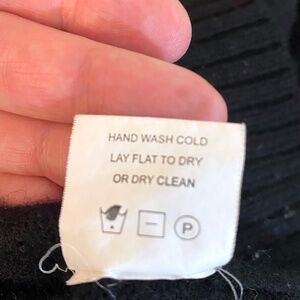 HAND WASH COLD
LAY FLAT TO DRY
OR DRY CLEAN
P